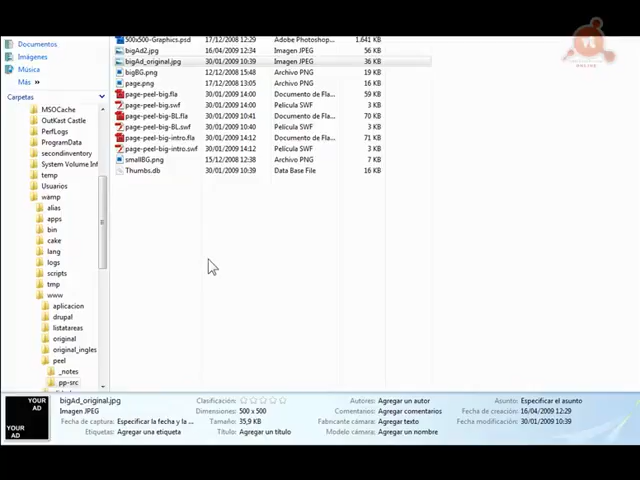 Documentos
Imágenes
Música
Más »
Carpetas
MSOCache
OutKast Castle
PerfLogs
ProgramData
secondinventory
System Volume Inf
temp
Usuarios
wamp
alias
apps
bin
cake
lang
logs
scripts
tmp
www
aplicacion
drupal
listatareas
original
original_ingles
peel
_notes
pp-src
500x500-Graphics.psd 17/12/2008 12:29 Adobe Photoshop... 1.641 KB
bigAd2.jpg 16/04/2009 12:34 Imagen JPEG 56 KB
bigAd_original.jpg 30/01/2009 10:39 Imagen JPEG 36 KB
bigBG.png 12/12/2008 15:48 Archivo PNG 19 KB
page.png 17/12/2008 13:05 Archivo PNG 16 KB
page-peel-big.fla 30/01/2009 14:00 Documento de Fla... 59 KB
page-peel-big.swf 30/01/2009 14:00 Película SWF 3 KB
page-peel-big-BL.fla 30/01/2009 10:41 Documento de Fla... 70 KB
page-peel-big-BL.swf 30/01/2009 10:40 Película SWF 3 KB
page-peel-big-intro.fla 30/01/2009 14:12 Documento de Fla... 71 KB
page-peel-big-intro.swf 30/01/2009 14:12 Película SWF 3 KB
smallBG.png 15/12/2008 12:38 Archivo PNG 7 KB
Thumbs.db 30/01/2009 10:39 Data Base File 16 KB
ONLINE
YOUR
AD
YOUR
AD
bigAd_original.jpg Clasificación: Autores: Agregar un autor Asunto: Especificar el asunto
Imagen JPEG Dimensiones: 500 x 500 Comentarios: Agregar comentarios Fecha de creación: 16/04/2009 12:29
Fecha de captura: Especificar la fecha y la ... Tamaño: 35,9 KB Fabricante cámara: Agregar texto Fecha modificación: 30/01/2009 10:39
Etiquetas: Agregar una etiqueta Título: Agregar un título Modelo cámara: Agregar un nombre